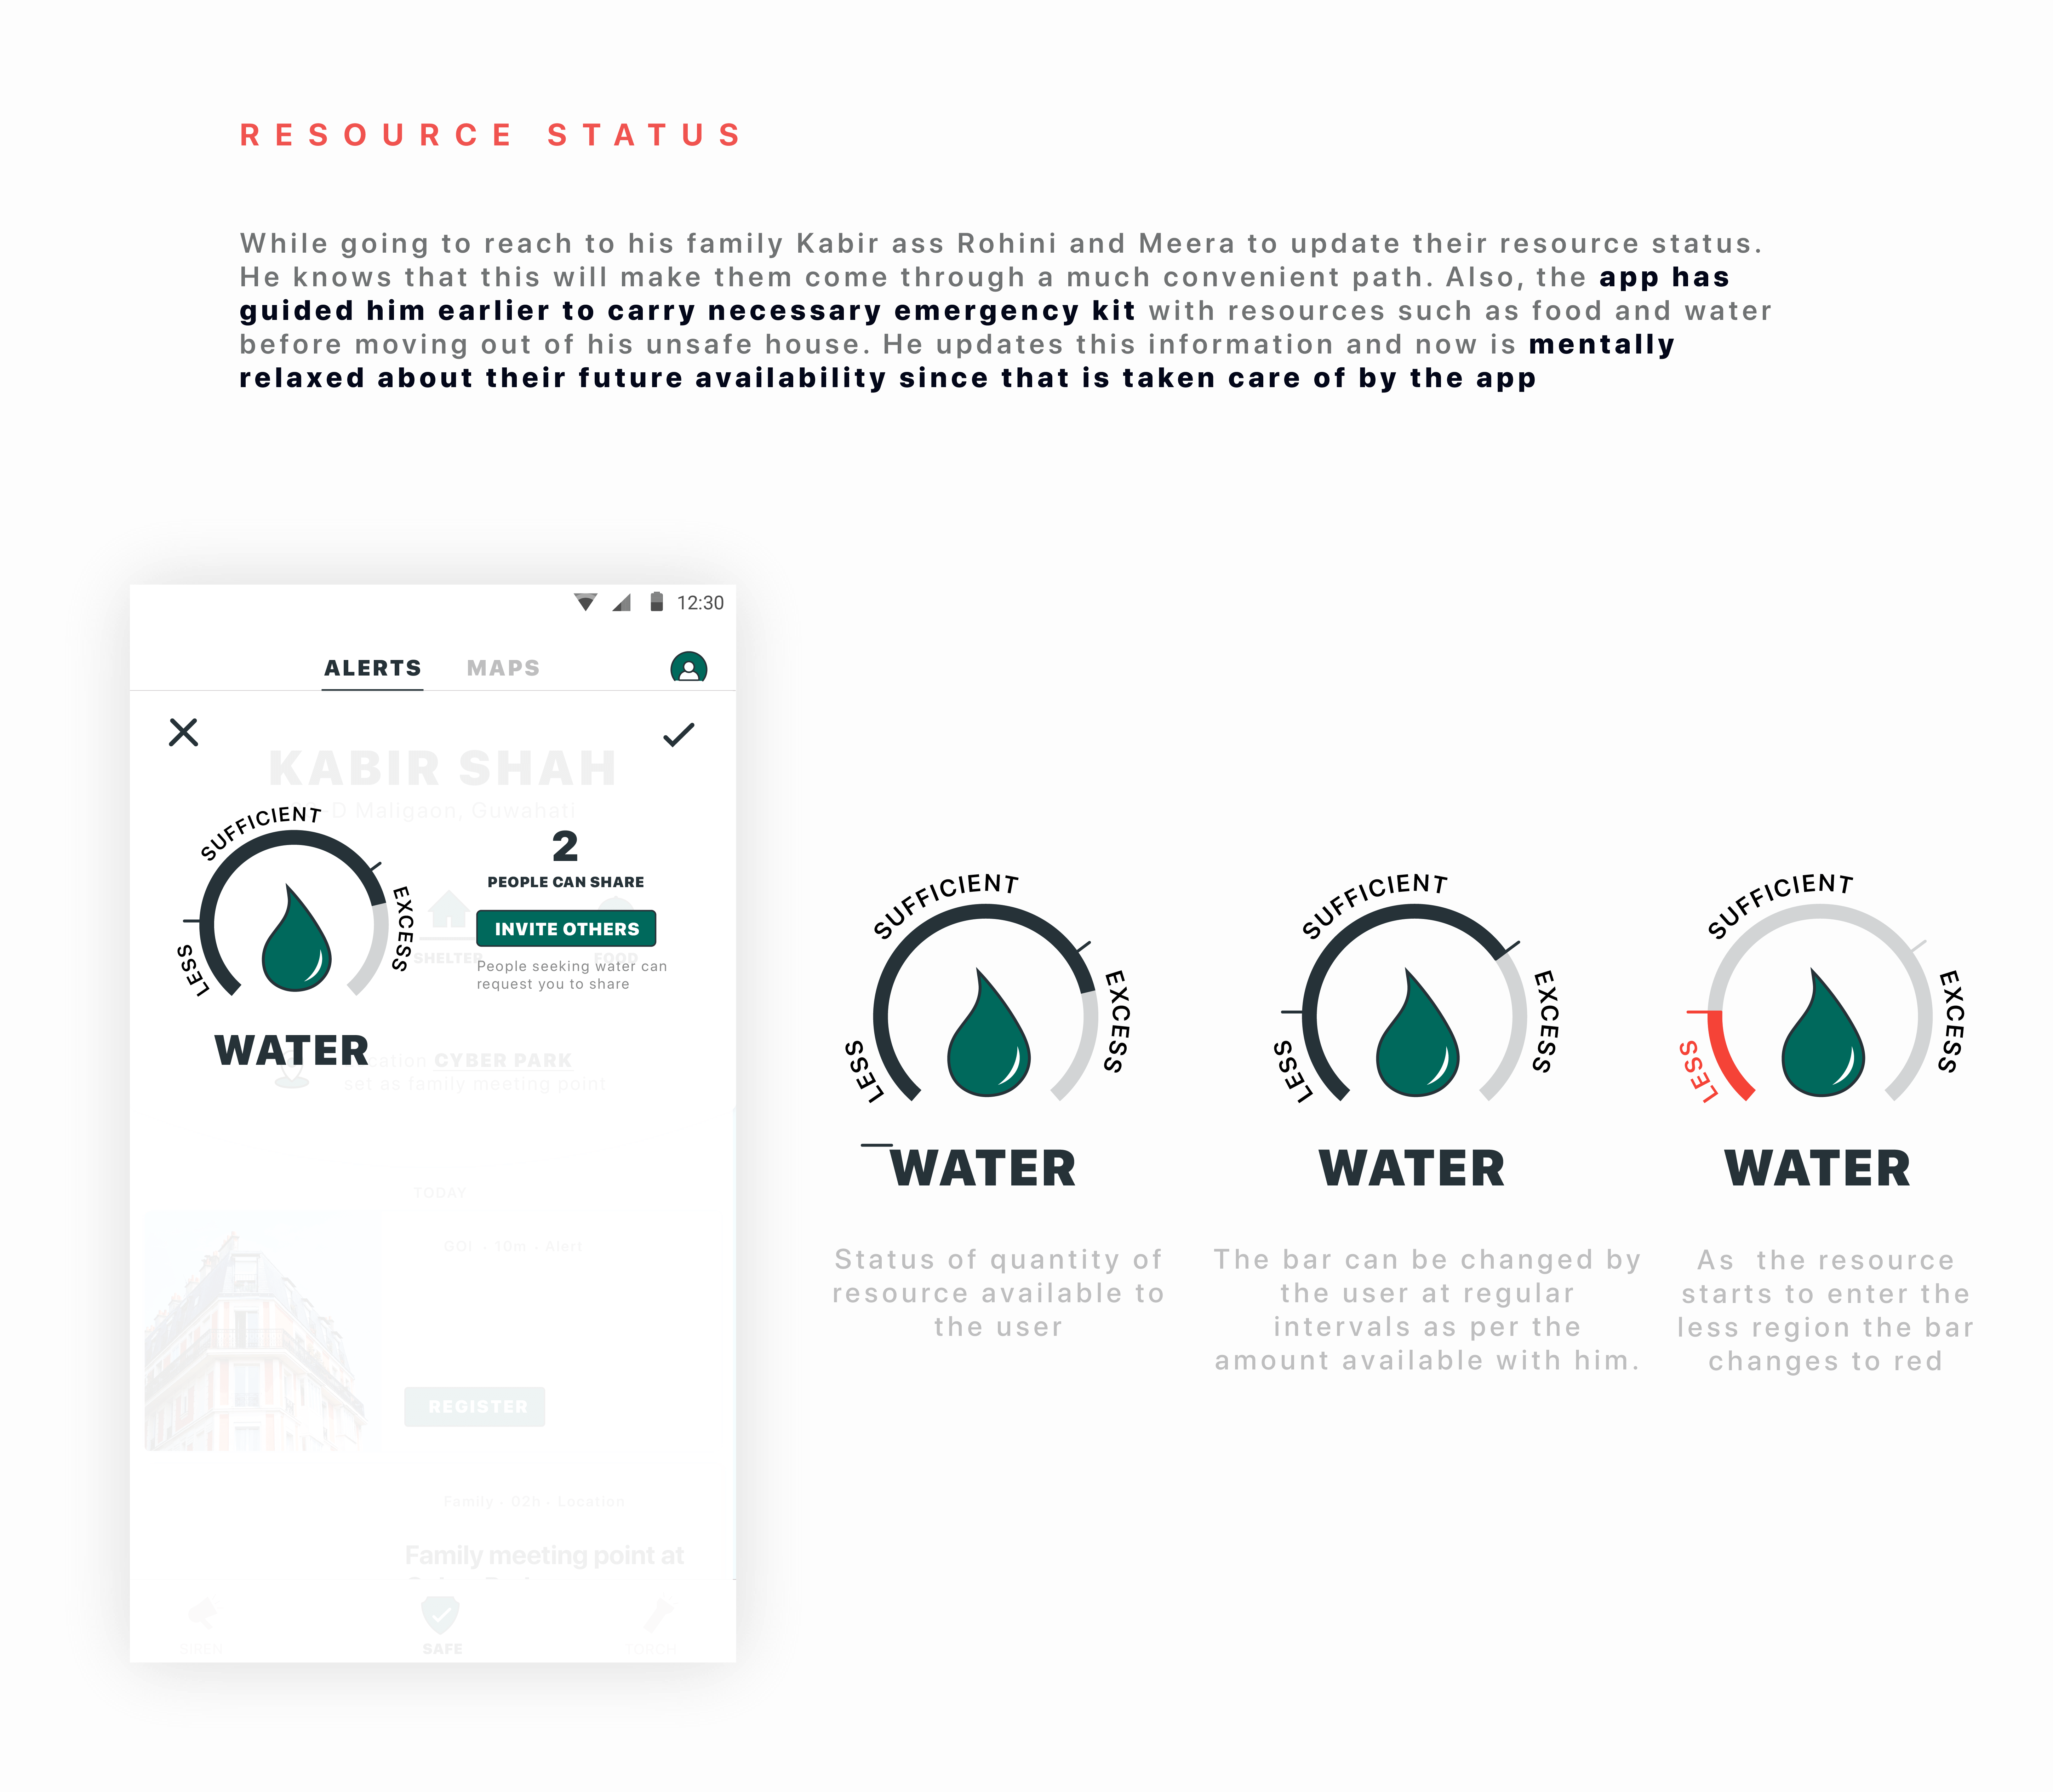 RESOURCE STATUS
While going to reach to his family Kabir ass Rohini and Meera to update their resource status.
He knows that this will make them come through a much convenient path. Also, the app has
guided him earlier to carry necessary emergency kit with resources such as food and water
before moving out of his unsafe house. He updates this information and now is mentally
relaxed about their future availability since that is taken care of by the app
12:30
ALERTS MAPS
KABIR SHAH
D Maligaon, Guwahati
SUFFICIENT
EXCESS
LESS
2
PEOPLE CAN SHARE
INVITE OTHERS
SHELTER
FOOD
People seeking water can
request you to share
WATER
CYBER PARK
set as family meeting point
TODAY
GO! · 10m · Alert
REGISTER
Family · 02h · Location
Family meeting point at
SIREN
SAFE
TORCH
SUFFICIENT
EXCESS
LESS
WATER
Status of quantity of
resource available to
the user
SUFFICIENT
EXCESS
LESS
WATER
The bar can be changed by
the user at regular
intervals as per the
amount available with him.
SUFFICIENT
EXCESS
LESS
WATER
As the resource
starts to enter the
less region the bar
changes to red